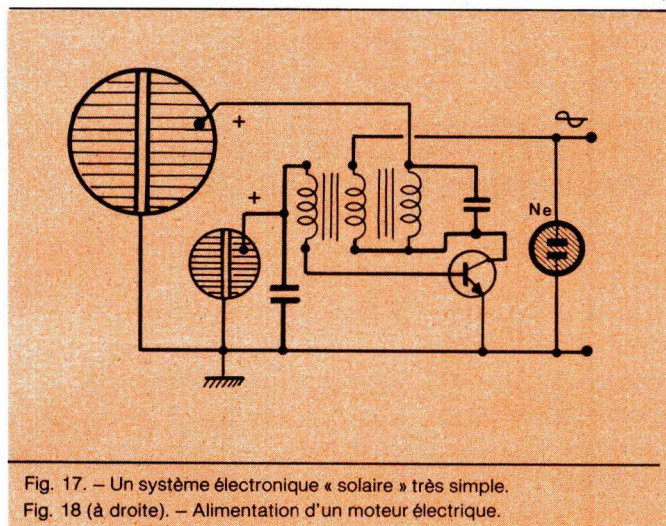 +
+
Ne
Fig. 17. – Un système électronique « solaire » très simple.
Fig. 18 (à droite). – Alimentation d'un moteur électrique.